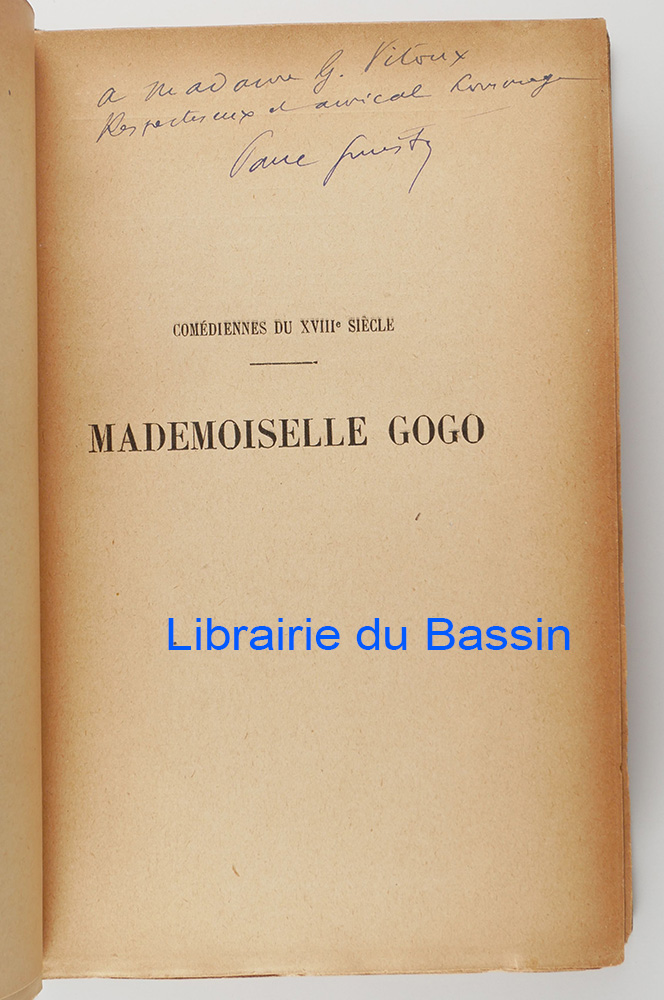 a Madame G. Vitoux
Respectueux et amical hommage
Paul Ginisty
COMÉDIENNES DU XVIIIe SIÈCLE
MADEMOISELLE GOGO
Librairie du Bassin